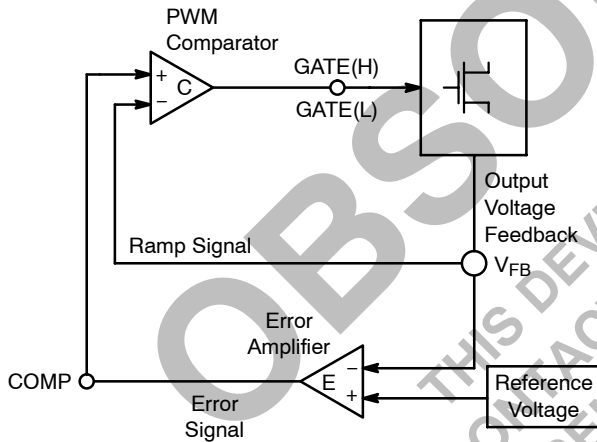 PWM
Comparator
+
C
−
GATE(H)
GATE(L)
Output
Voltage
Feedback
VFB
Ramp Signal
Error
Amplifier
−
E
+
COMP
Error
Signal
Reference
Voltage
OBSO
THIS DEVI